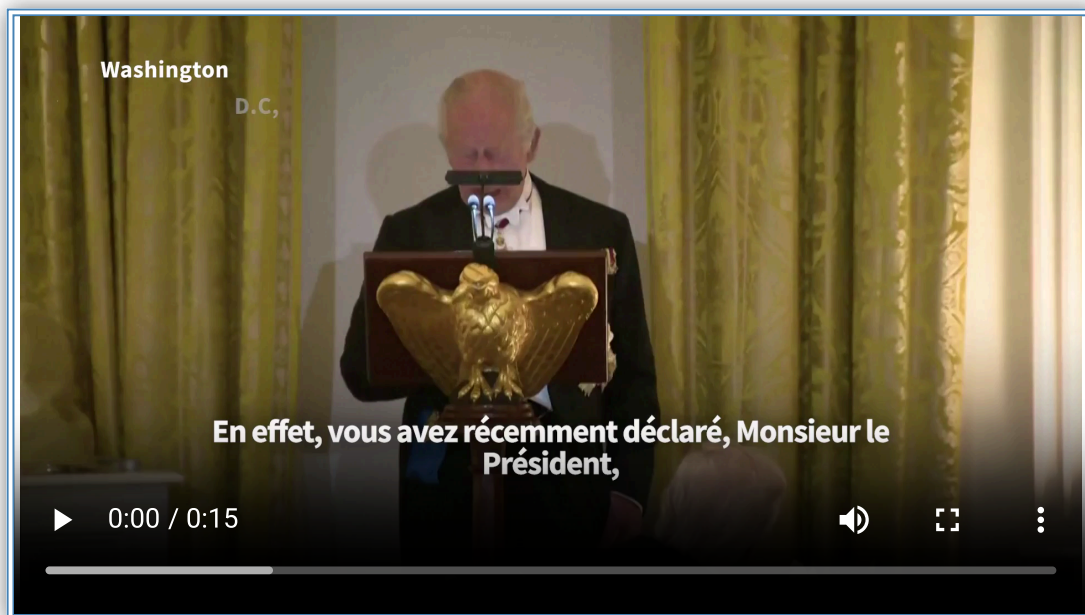 Washington
D.C,
En effet, vous avez récemment déclaré, Monsieur le
Président,
0:00 / 0:15